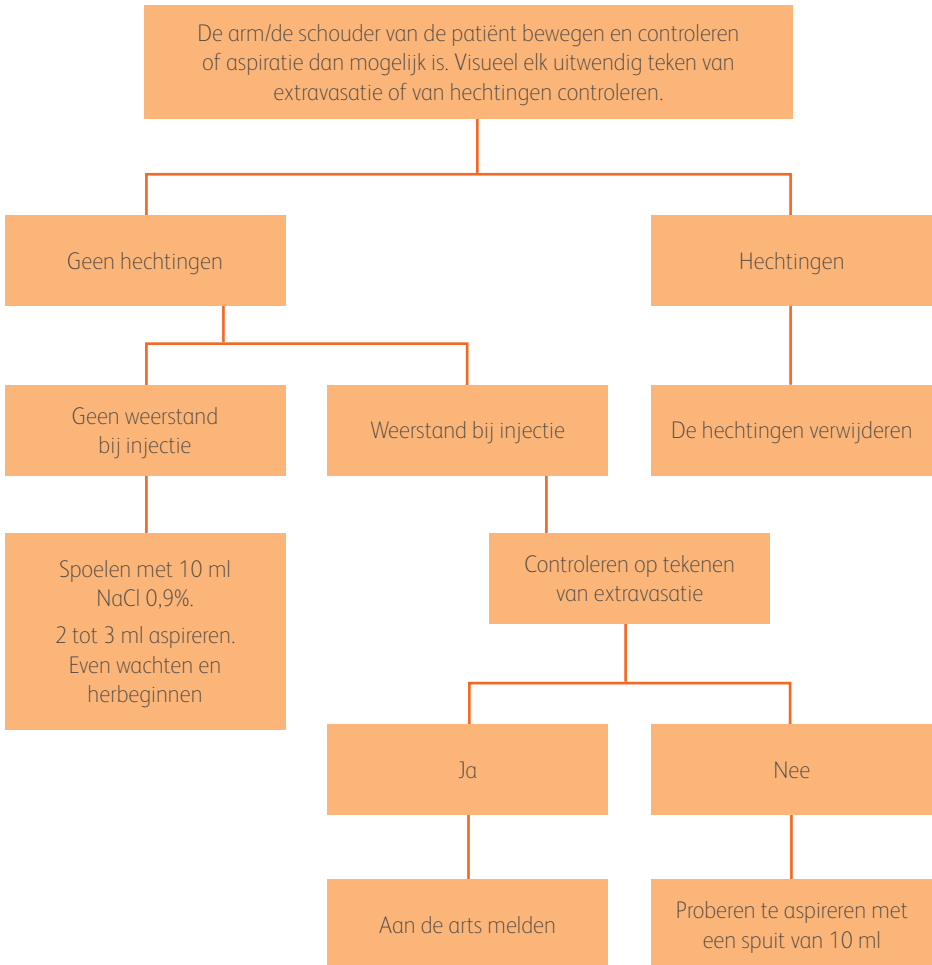 De arm/de schouder van de patiënt bewegen en controleren
of aspiratie dan mogelijk is. Visueel elk uitwendig teken van
extravasatie of van hechtingen controleren.
Geen hechtingen
Hechtingen
Geen weerstand
bij injectie
Weerstand bij injectie
De hechtingen verwijderen
Spoelen met 10 ml
NaCl 0,9%.
2 tot 3 ml aspireren.
Even wachten en
herbeginnen
Controleren op tekenen
van extravasatie
Ja
Nee
Aan de arts melden
Proberen te aspireren met
een spuit van 10 ml